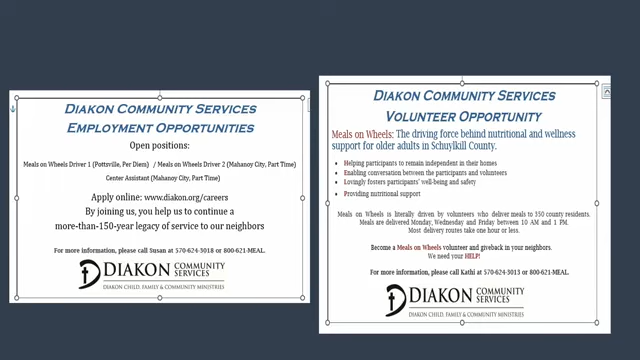 DIAKON COMMUNITY SERVICES
EMPLOYMENT OPPORTUNITIES
Open positions:
Meals on Wheels Driver 1 (Pottsville, Per Diem) / Meals on Wheels Driver 2 (Mahanoy City, Part Time)
Center Assistant (Mahanoy City, Part Time)
Apply online: www.diakon.org/careers
By joining us, you help us to continue a
more-than-150-year legacy of service to our neighbors
For more information, please call Susan at 570-624-3018 or 800-621-MEAL.
DIAKON COMMUNITY
SERVICES
DIAKON CHILD, FAMILY & COMMUNITY MINISTRIES
DIAKON COMMUNITY SERVICES
VOLUNTEER OPPORTUNITY
Meals on Wheels: The driving force behind nutritional and wellness
support for older adults in Schuylkill County.
• Helping participants to remain independent in their homes
• Enabling conversation between the participants and volunteers
• Lovingly fosters participants' well-being and safety
• Providing nutritional support
Meals on Wheels is literally driven by volunteers who deliver meals to 350 county residents.
Meals are delivered Monday, Wednesday and Friday between 10 AM and 1 PM.
Most delivery routes take one hour or less.
Become a Meals on Wheels volunteer and giveback in your neighbors.
We need your HELP!
For more information, please call Kathi at 570-624-3013 or 800-621-MEAL.
DIAKON COMMUNITY
SERVICES
DIAKON CHILD, FAMILY & COMMUNITY MINISTRIES